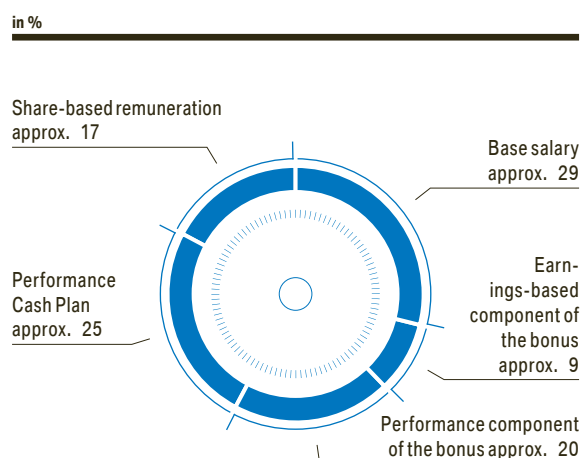 in %
Share-based remuneration
approx. 17
Base salary
approx. 29
Performance
Cash Plan
approx. 25
Earn-
ings-based
component of
the bonus
approx. 9
Performance component
of the bonus approx. 20